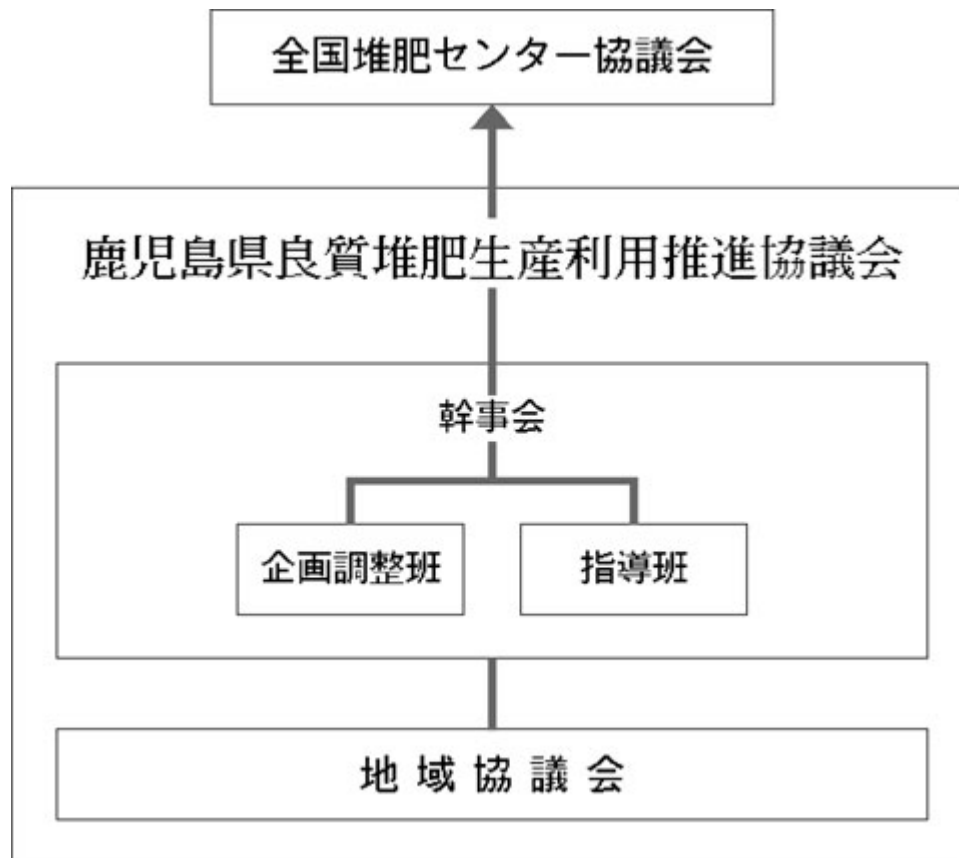 全国堆肥センター協議会
鹿児島県良質堆肥生産利用推進協議会
幹事会
企画調整班
指導班
地域協議会